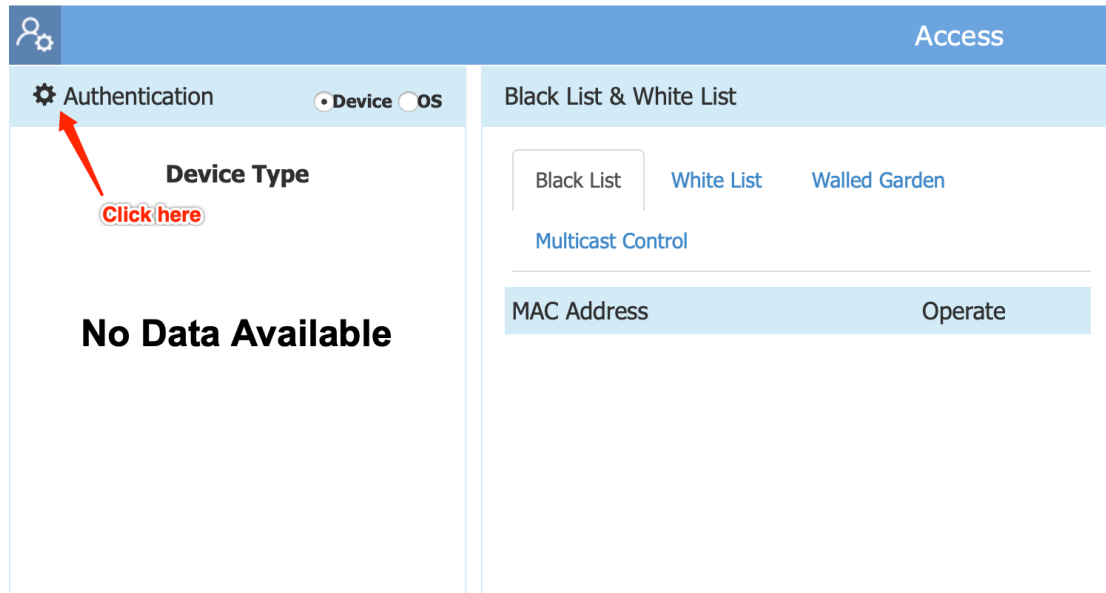 Access
Authentication
Device OS
Device Type
Click here
No Data Available
Black List & White List
Black List White List Walled Garden
Multicast Control
MAC Address Operate